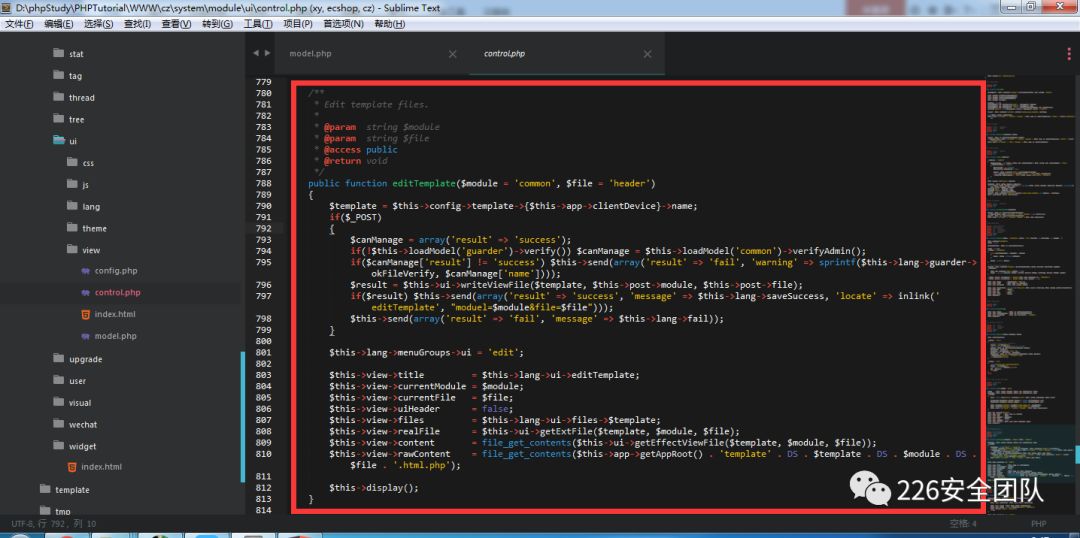 D:\phpStudy\PHPTutorial\WWW\cz\system\module\ui\control.php (xy, ecshop, cz) - Sublime Text
文件(F) 编辑(E) 选择(S) 查找(I) 查看(V) 转到(G) 工具(T) 项目(P) 首选项(N) 帮助(H)
stat
tag
thread
tree
ui
css
js
lang
theme
view
config.php
control.php
index.html
model.php
upgrade
user
visual
wechat
widget
index.html
template
tmp
model.php
control.php
779
780 /**
781 * Edit template files.
782 *
783 * @param string $module
784 * @param string $file
785 * @access public
786 * @return void
787 */
788 public function editTemplate($module = 'common', $file = 'header')
789 {
790 $template = $this->config->template->{$this->app->clientDevice}->name;
791 if($_POST)
792 {
793 $canManage = array('result' => 'success');
794 if(!$this->loadModel('guarder')->verify()) $canManage = $this->loadModel('common')->verifyAdmin();
795 if($canManage['result'] != 'success') $this->send(array('result' => 'fail', 'warning' => sprintf($this->lang->guarder->
okFileVerify, $canManage['name'])));
796 $result = $this->ui->writeViewFile($template, $this->post->module, $this->post->file);
797 if($result) $this->send(array('result' => 'success', 'message' => $this->lang->saveSuccess, 'locate' => inlink('
editTemplate', "moduel=$module&file=$file")));
798 $this->send(array('result' => 'fail', 'message' => $this->lang->fail));
799 }
800
801 $this->lang->menuGroups->ui = 'edit';
802
803 $this->view->title = $this->lang->ui->editTemplate;
804 $this->view->currentModule = $module;
805 $this->view->currentFile = $file;
806 $this->view->uiHeader = false;
807 $this->view->files = $this->lang->ui->files->$template;
808 $this->view->realFile = $this->ui->getExtFile($template, $module, $file);
809 $this->view->content = file_get_contents($this->ui->getEffectViewFile($template, $module, $file));
810 $this->view->rawContent = file_get_contents($this->app->getAppRoot() . 'template' . DS . $template . DS . $module . DS .
$file . '.html.php');
811
812 $this->display();
813 }
814
226安全团队
UTF-8, 行 792, 列 10
空格: 4
PHP